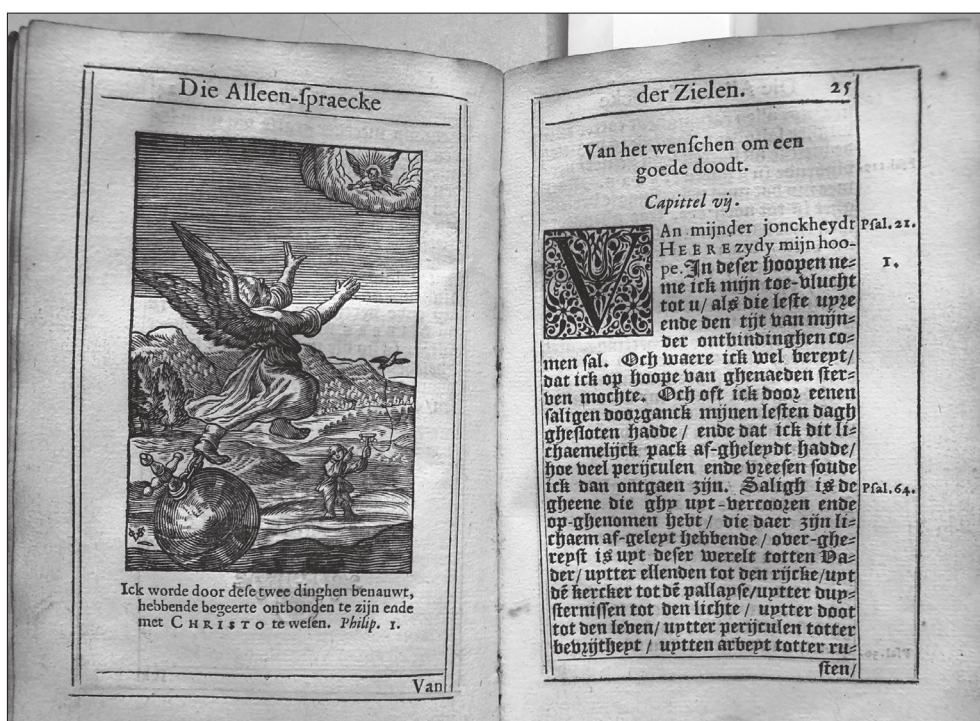 Die Alleen-ſpraecke
Ick worde door dēſe twee dinghen benauwt,
hebbende begeerte ontbonden te zijn ende
met CHRISTO te weſen. Philip. 1.
Van
der Zielen. 25
Van het wenſchen om een
goede doodt.
Capittel vij.
VAn mijnder jonckheydt Pſal. 21.
HEERE zydy mijn hoo-
pe. In deſer hoopen ne= 1.
me ick mijn toe-vlucht
tot u/ als die leſte uyre
ende den tijt van mijn=
der ontbindinghen co=
men ſal. Och waere ick wel bereyt/
dat ick op hoope van ghenaeden ſter=
ven mochte. Och oft ick door eenen
ſaligen doorganck mijnen leſten dagh
gheſloten hadde/ ende dat ick dit li=
chaemelijck pack af-gheleydt hadde/
hoe veel perijculen ende vreeſen ſoude
ick dan ontgaen zijn. Saligh is de Pſal. 64.
gheene die ghy uyt-vercooren ende
op-ghenomen hebt/ die daer zijn li=
chaem af-geleyt hebbende/ over-ghe=
reyſt is uyt deſer werelt totten Va=
der/ uytter ellenden tot den rijcke/ uyt
dē kercker tot dē pallayſe/ uytter duy=
ſterniſſen tot den lichte/ uytter doot
tot den leven/ uytter perijculen totter
bevrijtheyt/ uytten arbeyt totter ru=
ſten/